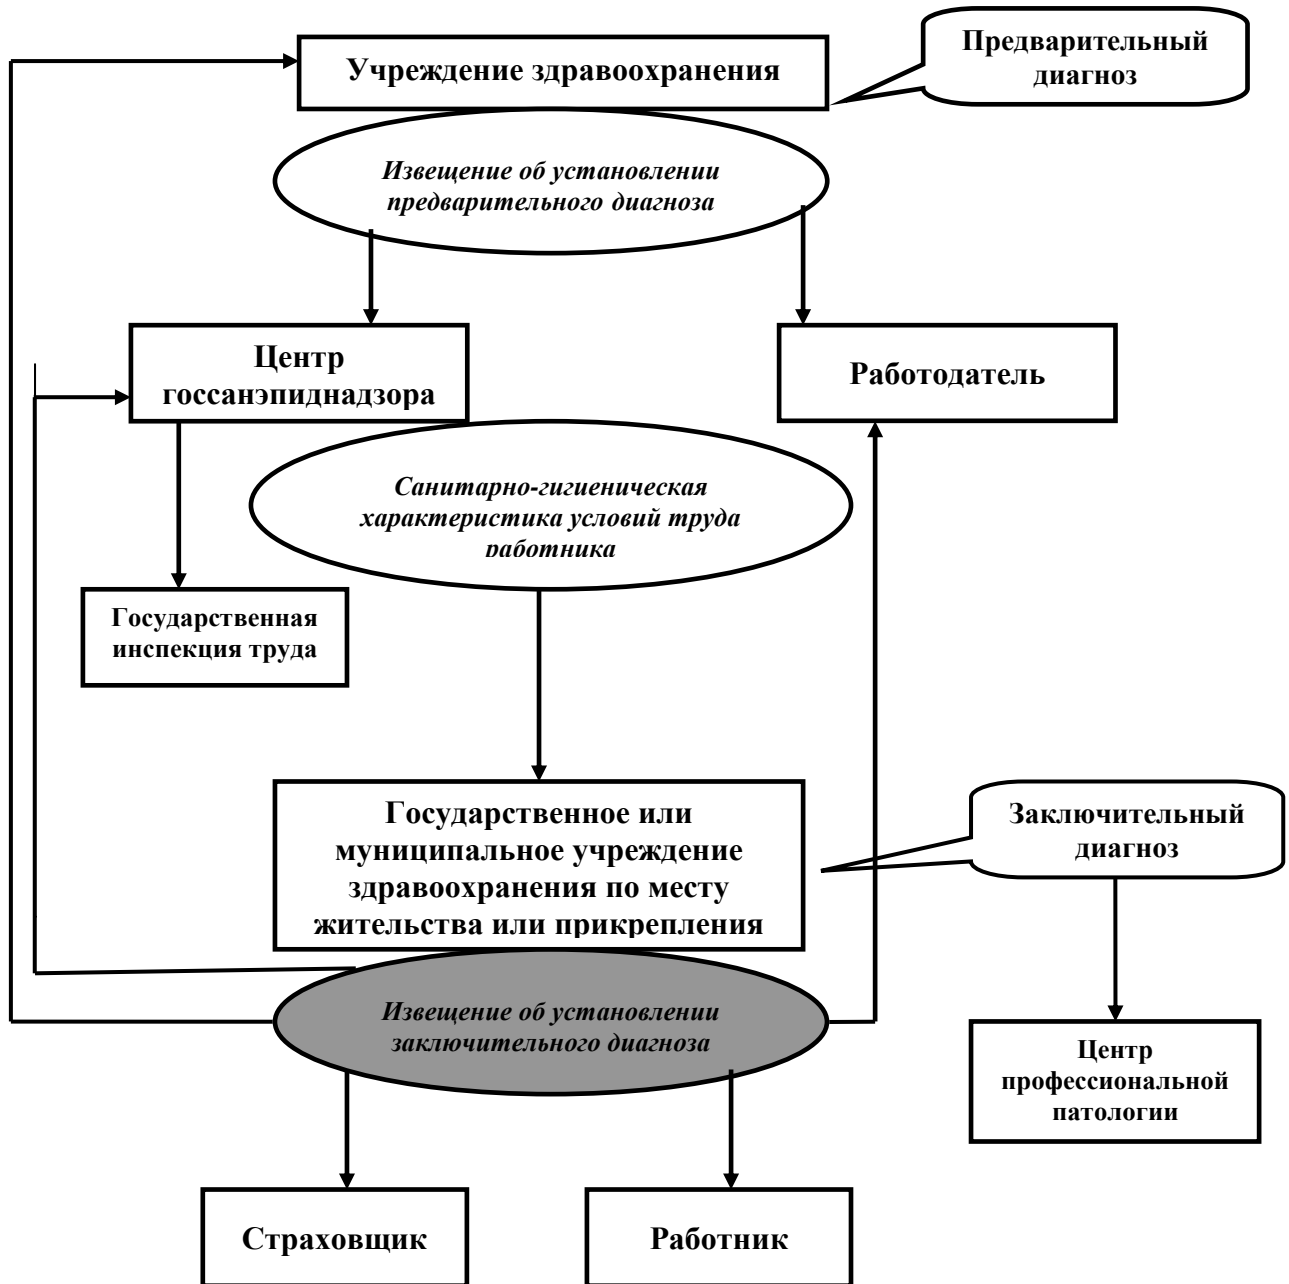 Предварительный
диагноз
Учреждение здравоохранения
Извещение об установлении
предварительного диагноза
Центр
госсанэпиднадзора
Работодатель
Санитарно-гигиеническая
характеристика условий труда
работника
Государственная
инспекция труда
Государственное или
муниципальное учреждение
здравоохранения по месту
жительства или прикрепления
Заключительный
диагноз
Извещение об установлении
заключительного диагноза
Центр
профессиональной
патологии
Страховщик
Работник